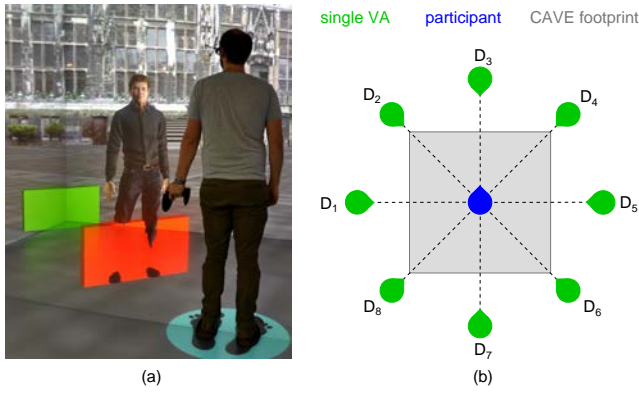 single VA participant CAVE footprint
D3
D2 D4
D1 D5
D8 D6
D7
(a) (b)